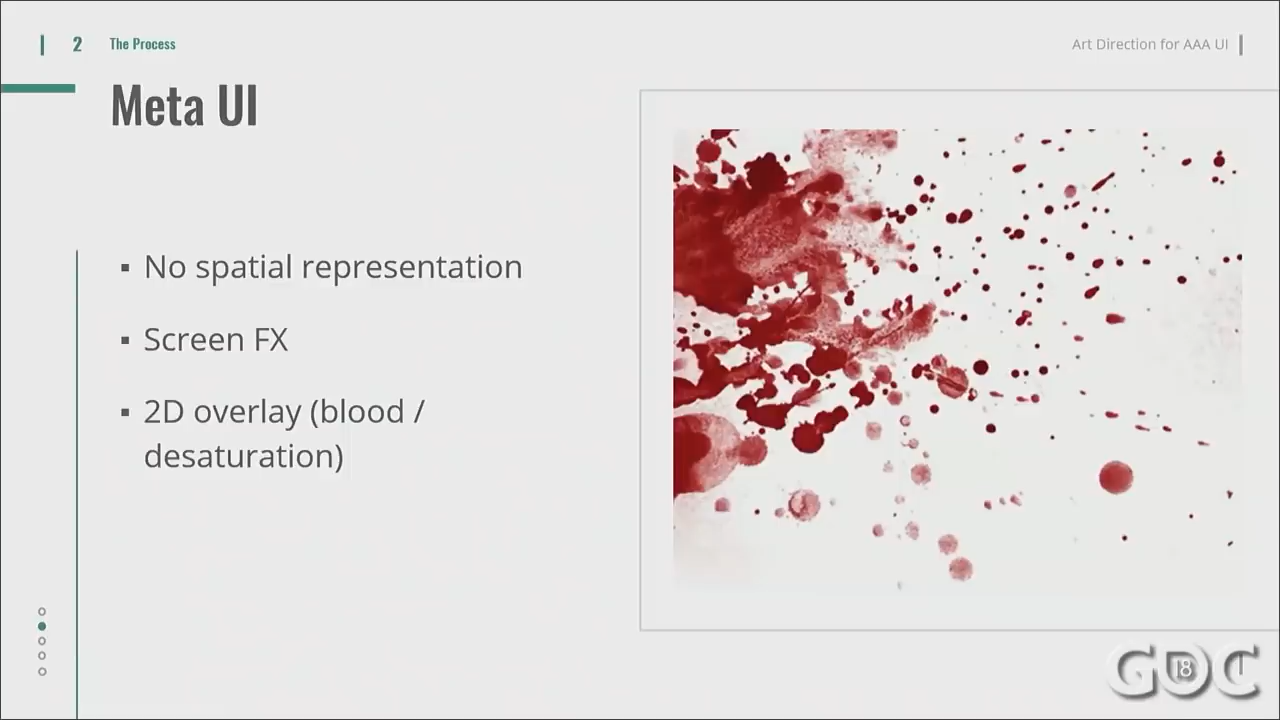 2 The Process
Art Direction for AAA UI
Meta UI
▪ No spatial representation
▪ Screen FX
▪ 2D overlay (blood /
desaturation)
GDC
18